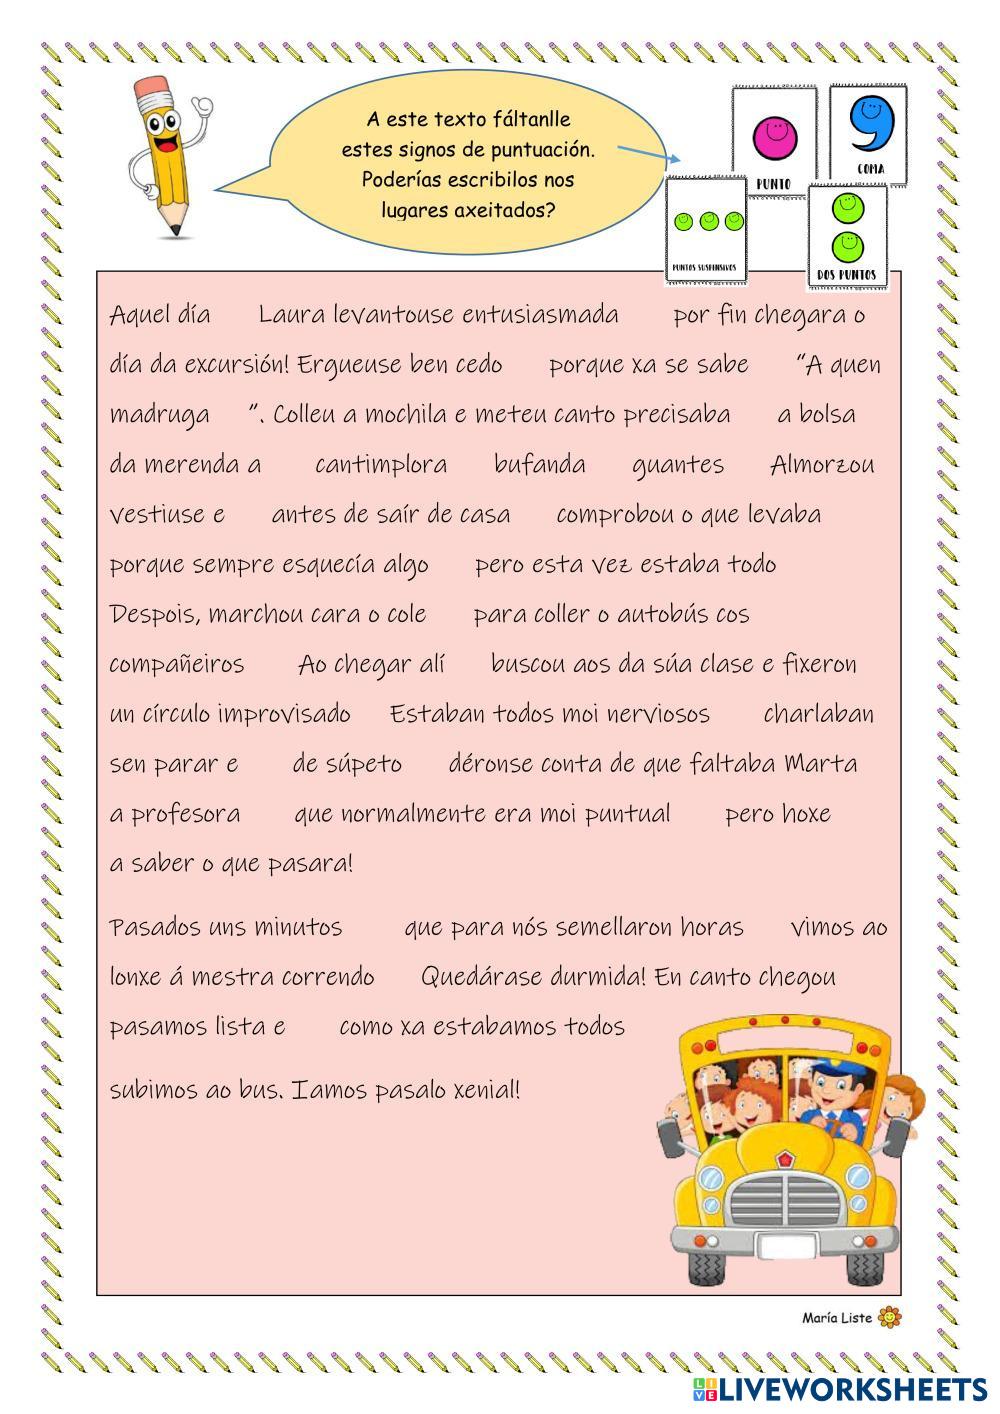 A este texto fáltanlle
estes signos de puntuación.
Poderías escribilos nos
lugares axeitados?
PUNTO
COMA
PUNTOS SUSPENSIVOS
DOS PUNTOS
Aquel día Laura levantouse entusiasmada por fin chegara o
día da excursión! Ergueuse ben cedo porque xa se sabe “A quen
madruga ”. Colleu a mochila e meteu canto precisaba a bolsa
da merenda a cantimplora bufanda guantes Almorzou
vestiuse e antes de saír de casa comprobou o que levaba
porque sempre esquecía algo pero esta vez estaba todo
Despois, marchou cara o cole para coller o autobús cos
compañeiros Ao chegar alí buscou aos da súa clase e fixeron
un círculo improvisado Estaban todos moi nerviosos charlaban
sen parar e de súpeto déronse conta de que faltaba Marta
a profesora que normalmente era moi puntual pero hoxe
a saber o que pasara!
Pasados uns minutos que para nós semellaron horas vimos ao
lonxe á mestra correndo Quedárase durmida! En canto chegou
pasamos lista e como xa estabamos todos
subimos ao bus. Iamos pasalo xenial!
María Liste
LIVEWORKSHEETS